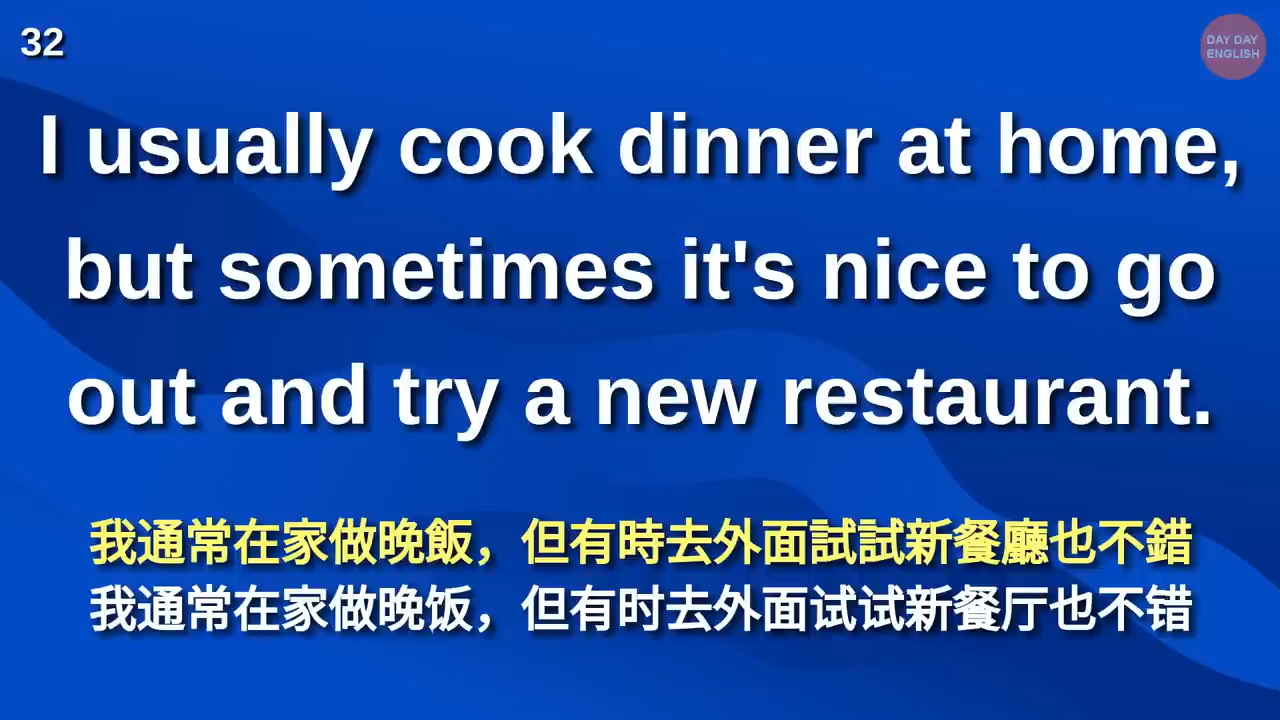 32
DAY DAY
ENGLISH
I usually cook dinner at home,
but sometimes it's nice to go
out and try a new restaurant.
我通常在家做晚飯，但有時去外面試試新餐廳也不錯
我通常在家做晚饭，但有时去外面试试新餐厅也不错